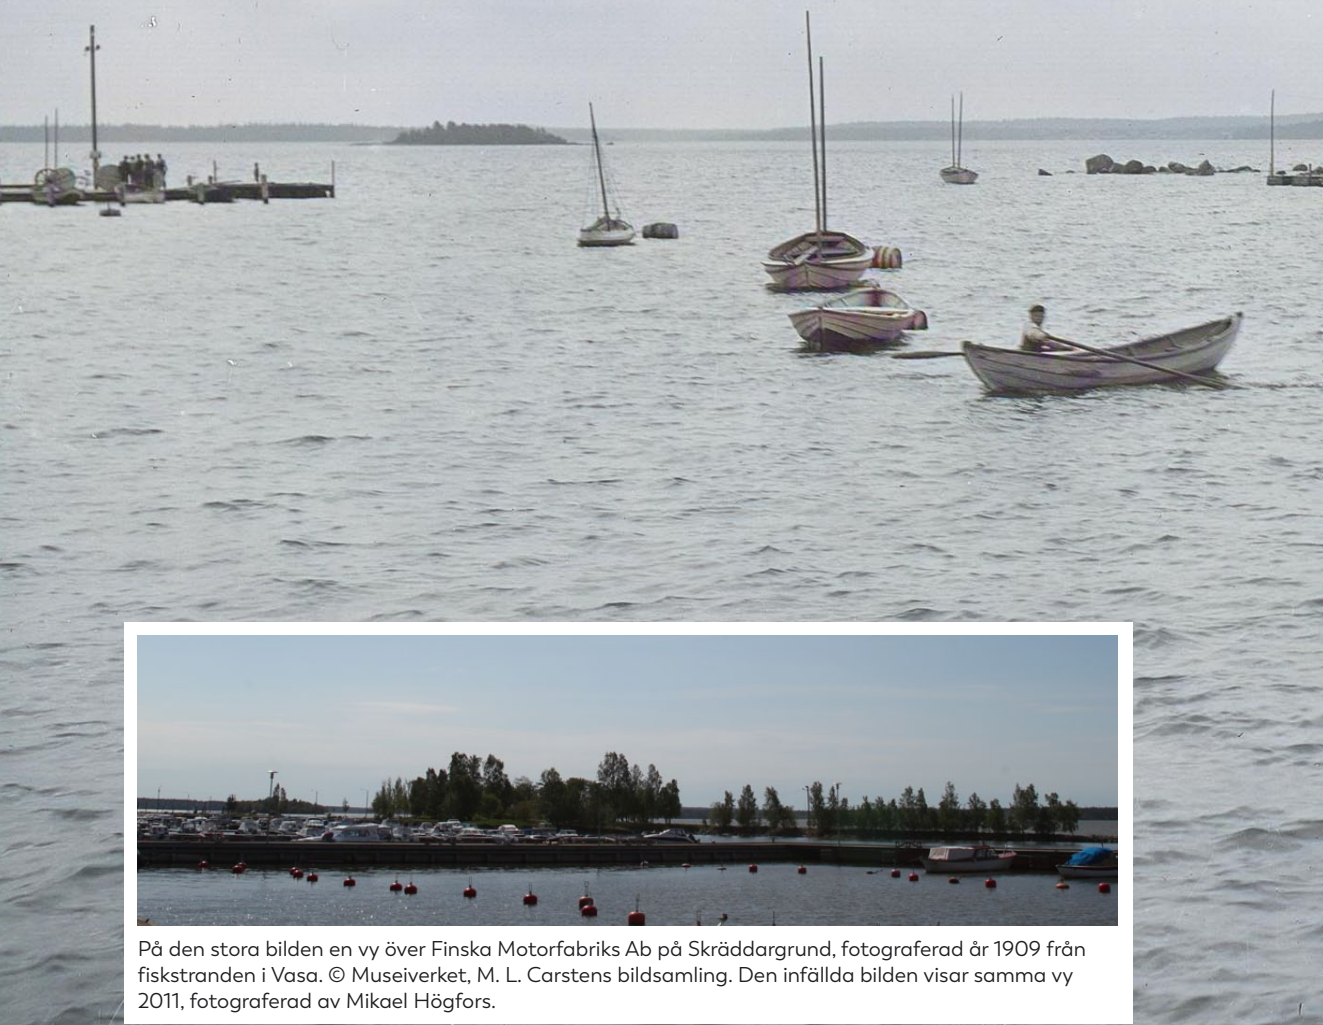 På den stora bilden en vy över Finska Motorfabriks Ab på Skräddargrund, fotograferad år 1909 från
fiskstranden i Vasa. © Museiverket, M. L. Carstens bildsamling. Den infällda bilden visar samma vy
2011, fotograferad av Mikael Högfors.